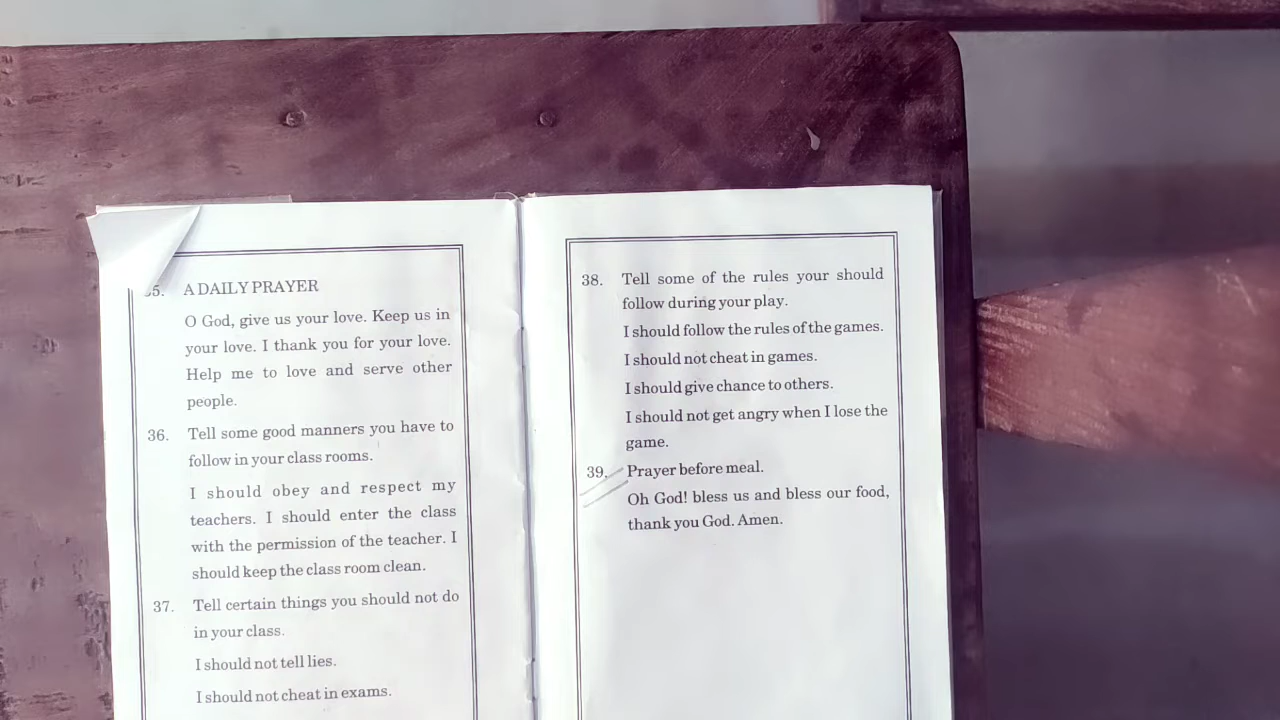 35. A DAILY PRAYER
O God, give us your love. Keep us in
your love. I thank you for your love.
Help me to love and serve other
people.
36. Tell some good manners you have to
follow in your class rooms.
I should obey and respect my
teachers. I should enter the class
with the permission of the teacher. I
should keep the class room clean.
37. Tell certain things you should not do
in your class.
I should not tell lies.
I should not cheat in exams.
38. Tell some of the rules your should
follow during your play.
I should follow the rules of the games.
I should not cheat in games.
I should give chance to others.
I should not get angry when I lose the
game.
39. Prayer before meal.
Oh God! bless us and bless our food,
thank you God. Amen.